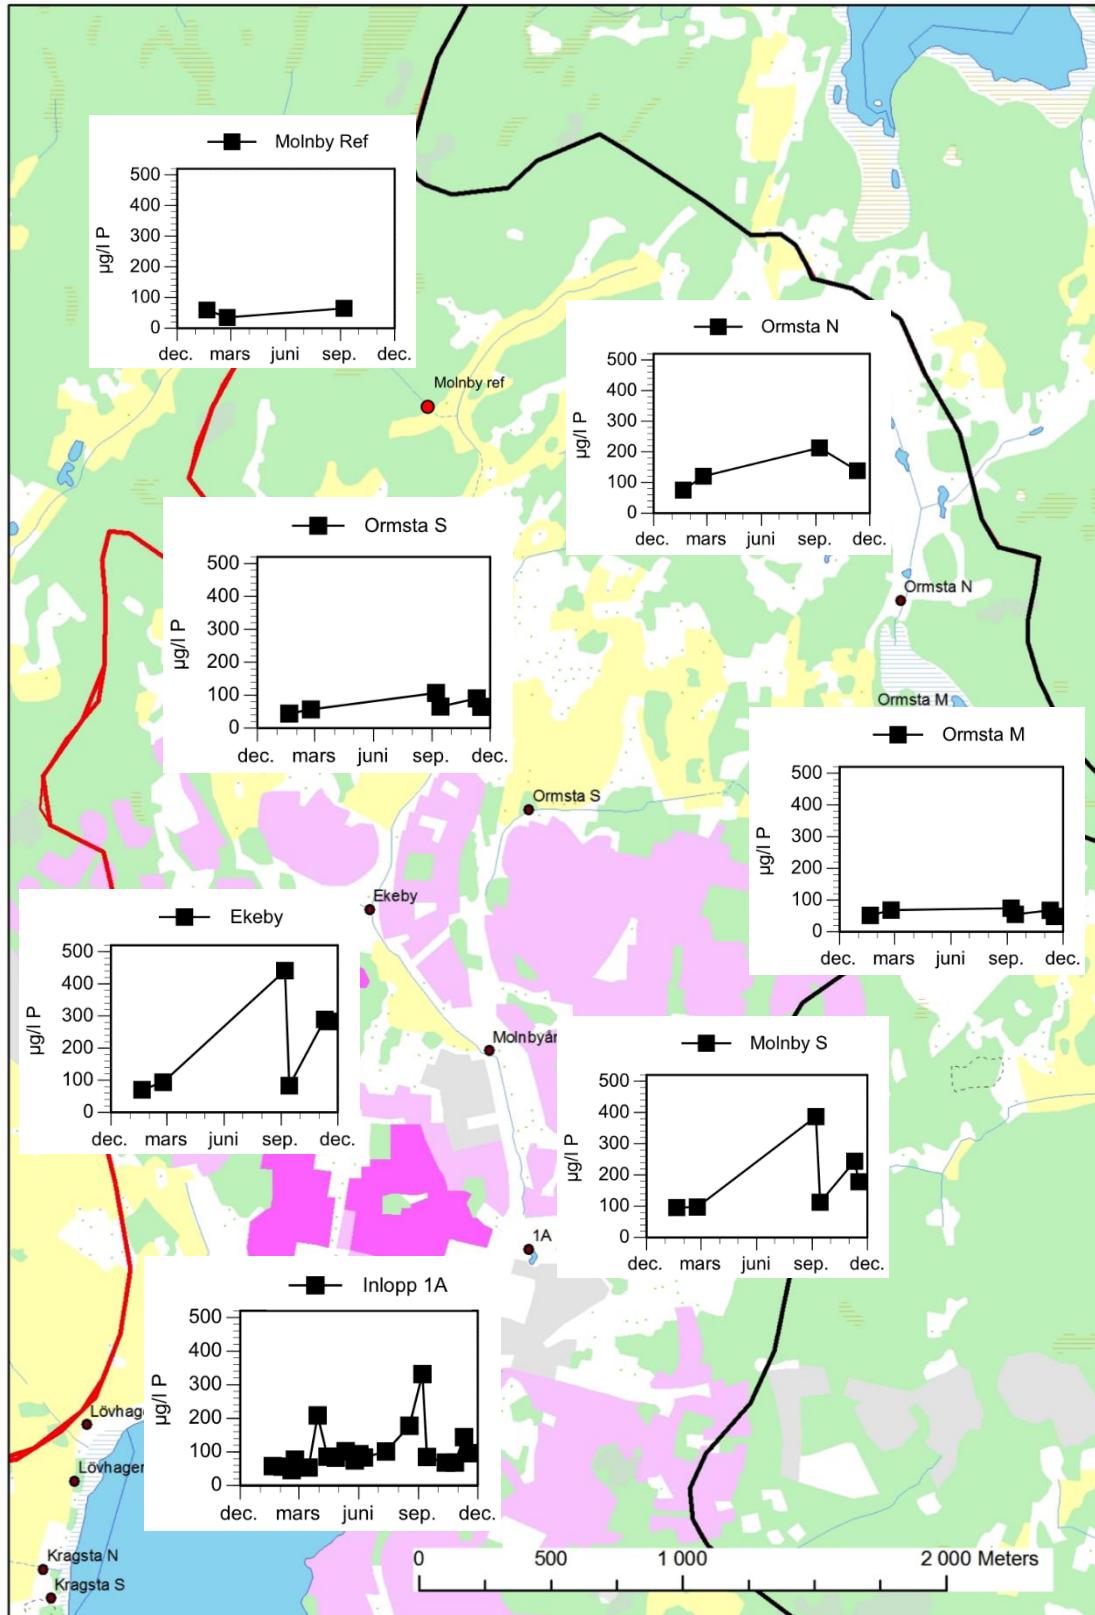 Molnby Ref
500
400
300
200
100
0
µg/l P
dec. mars juni sep. dec.
Molnby ref
Ormsta N
500
400
300
200
100
0
µg/l P
dec. mars juni sep. dec.
Ormsta S
500
400
300
200
100
0
µg/l P
dec. mars juni sep. dec.
Ormsta N
Ormsta M
Ormsta M
500
400
300
200
100
0
µg/l P
dec. mars juni sep. dec.
Ormsta S
Ekeby
Ekeby
500
400
300
200
100
0
µg/l P
dec. mars juni sep. dec.
Molnbyån
Molnby S
500
400
300
200
100
0
µg/l P
dec. mars juni sep. dec.
1A
Inlopp 1A
500
400
300
200
100
0
µg/l P
dec. mars juni sep. dec.
Kragsta N
Kragsta S
0 500 1 000 2 000 Meters